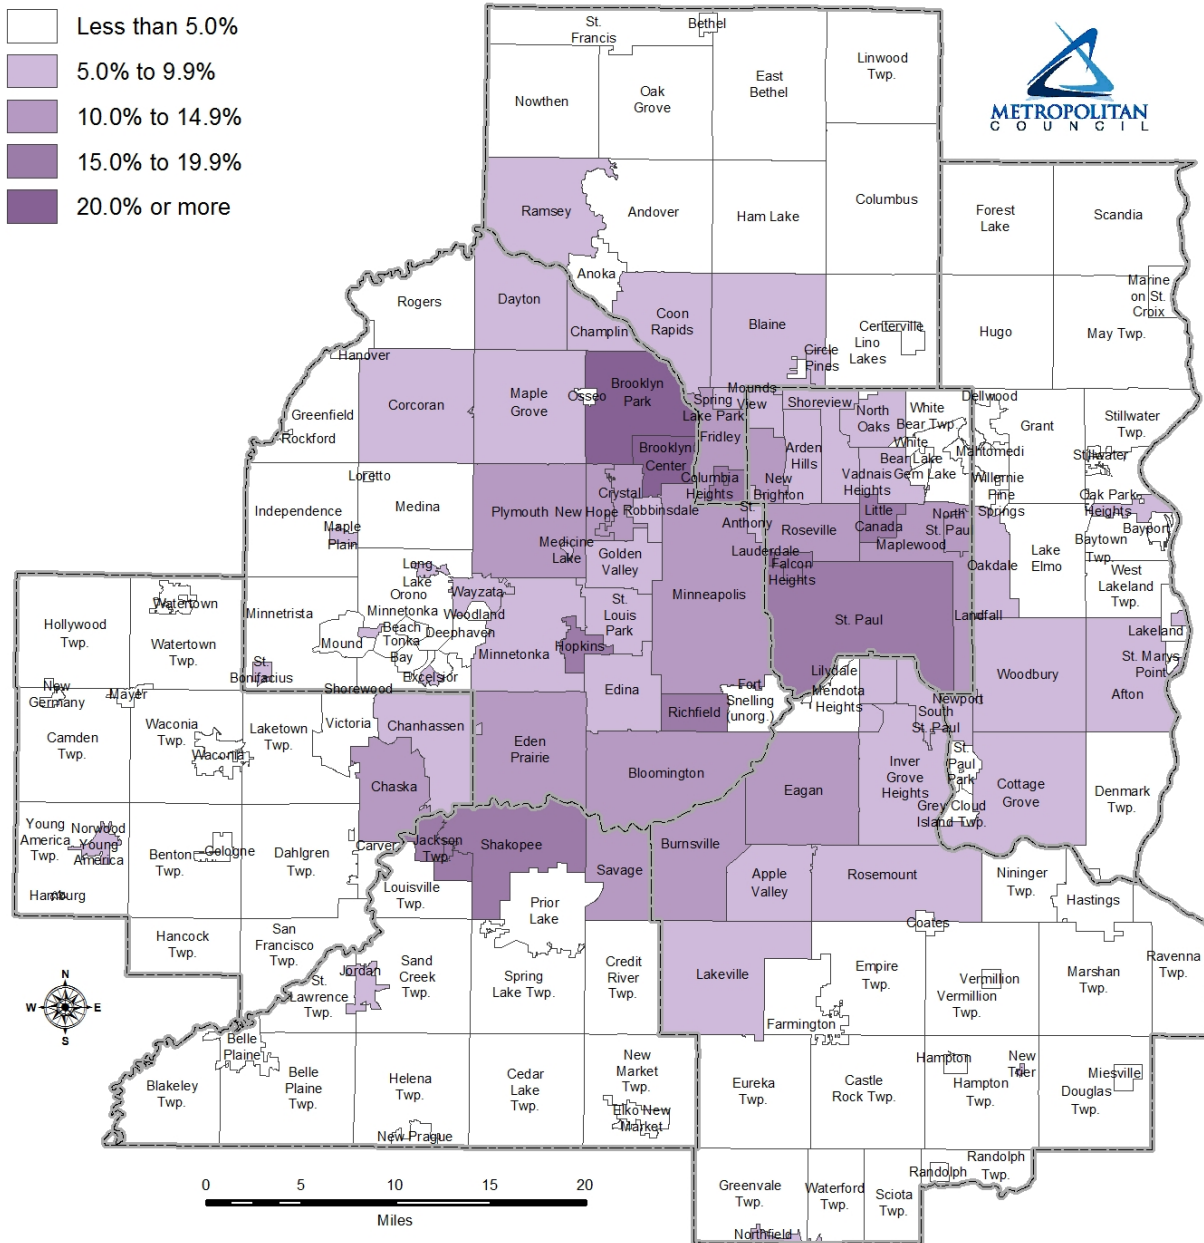 Less than 5.0%
5.0% to 9.9%
10.0% to 14.9%
15.0% to 19.9%
20.0% or more
METROPOLITAN
COUNCIL
St.
Francis
Bethel
Linwood
Twp.
Nowthen
Oak
Grove
East
Bethel
Ramsey
Andover
Ham Lake
Columbus
Forest
Lake
Scandia
Anoka
Rogers
Dayton
Champlin
Coon
Rapids
Blaine
Centerville
Lino
Lakes
Hugo
May Twp.
Marine
on St.
Croix
Hanover
Circle
Pines
Corcoran
Maple
Grove
Osseo
Brooklyn
Park
Spring
Lake Park
Mounds
View
Shoreview
North
Oaks
White
Bear Twp.
Dellwood
Grant
Stillwater
Twp.
Greenfield
Rockford
Brooklyn
Center
Fridley
Arden
Hills
White
Bear Lake
Gem Lake
Mahtomedi
Stillwater
Loretto
Columbia
Heights
New
Brighton
Vadnais
Heights
Willernie
Pine
Springs
Oak Park
Heights
Independence
Medina
Plymouth
New Hope
Crystal
Robbinsdale
St.
Anthony
Roseville
Little
Canada
North
St. Paul
Bayport
Maple
Plain
Medicine
Lake
Golden
Valley
Lauderdale
Falcon
Heights
Maplewood
Oakdale
Lake
Elmo
Baytown
Twp.
West
Lakeland
Twp.
Long
Lake
Orono
Wayzata
Woodland
Minneapolis
Hollywood
Twp.
Watertown
Watertown
Twp.
Minnetrista
Mound
Minnetonka
Beach
Tonka
Bay
Deephaven
Excelsior
Minnetonka
Hopkins
St.
Louis
Park
St. Paul
Landfall
Lakeland
St. Marys
Point
St.
Bonifacius
Shorewood
Edina
Richfield
Fort
Snelling
(unorg.)
Lilydale
Mendota
Heights
Newport
Woodbury
Afton
New
Germany
Mayer
Camden
Twp.
Waconia
Twp.
Waconia
Laketown
Twp.
Victoria
Chanhassen
Eden
Prairie
Bloomington
South
St. Paul
Chaska
Eagan
Inver
Grove
Heights
St.
Paul
Park
Grey Cloud
Island Twp.
Cottage
Grove
Denmark
Twp.
Young
America
Twp.
Norwood
Young
America
Benton
Twp.
Cologne
Dahlgren
Twp.
Carver
Jackson
Twp.
Shakopee
Savage
Burnsville
Apple
Valley
Rosemount
Nininger
Twp.
Hastings
Hamburg
Louisville
Twp.
Prior
Lake
Coates
Hancock
Twp.
San
Francisco
Twp.
St.
Lawrence
Twp.
Jordan
Sand
Creek
Twp.
Spring
Lake Twp.
Credit
River
Twp.
Lakeville
Farmington
Empire
Twp.
Vermillion
Vermillion
Twp.
Marshan
Twp.
Ravenna
Twp.
N
W
E
S
Belle
Plaine
Blakeley
Twp.
Belle
Plaine
Twp.
Helena
Twp.
New Prague
Cedar
Lake
Twp.
New
Market
Twp.
Elko New
Market
Eureka
Twp.
Castle
Rock Twp.
Hampton
Hampton
Twp.
New
Trier
Miesville
Douglas
Twp.
Randolph
Randolph
Twp.
Greenvale
Twp.
Waterford
Twp.
Sciota
Twp.
Northfield
0 5 10 15 20
Miles